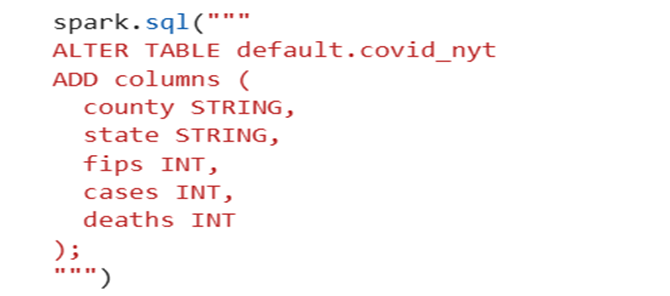 spark.sql("""
ALTER TABLE default.covid_nyt
ADD columns (
  county STRING,
  state STRING,
  fips INT,
  cases INT,
  deaths INT
);
""")